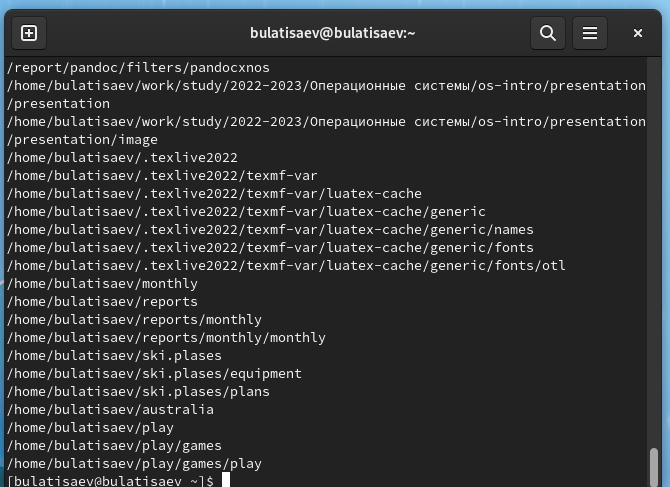 bulatisaev@bulatisaev:~
/report/pandoc/filters/pandocxnos
/home/bulatisaev/work/study/2022-2023/Операционные системы/os-intro/presentation
/presentation
/home/bulatisaev/work/study/2022-2023/Операционные системы/os-intro/presentation
/presentation/image
/home/bulatisaev/.texlive2022
/home/bulatisaev/.texlive2022/texmf-var
/home/bulatisaev/.texlive2022/texmf-var/luatex-cache
/home/bulatisaev/.texlive2022/texmf-var/luatex-cache/generic
/home/bulatisaev/.texlive2022/texmf-var/luatex-cache/generic/names
/home/bulatisaev/.texlive2022/texmf-var/luatex-cache/generic/fonts
/home/bulatisaev/.texlive2022/texmf-var/luatex-cache/generic/fonts/otl
/home/bulatisaev/monthly
/home/bulatisaev/reports
/home/bulatisaev/reports/monthly
/home/bulatisaev/reports/monthly/monthly
/home/bulatisaev/ski.plases
/home/bulatisaev/ski.plases/equipment
/home/bulatisaev/ski.plases/plans
/home/bulatisaev/australia
/home/bulatisaev/play
/home/bulatisaev/play/games
/home/bulatisaev/play/games/play
[bulatisaev@bulatisaev ~]$